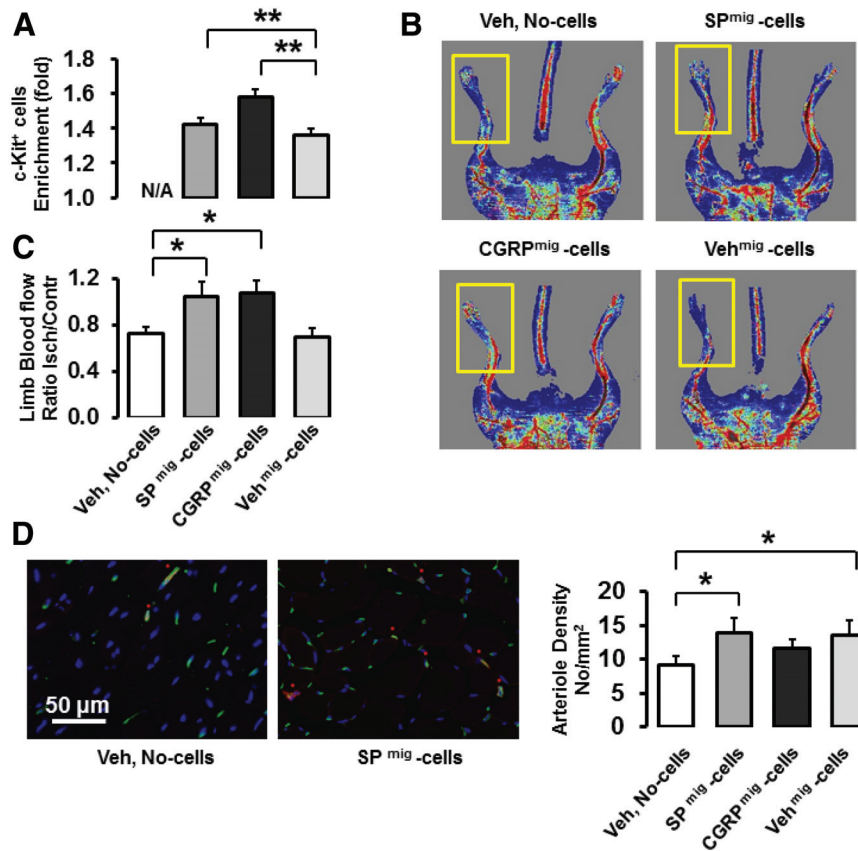 A
c-Kit⁺ cells
Enrichment (fold)
1.8
1.6
1.4
1.2
1.0
N/A
**
**
B
Veh, No-cells
SPᵐⁱᵍ -cells
CGRPᵐⁱᵍ -cells
Vehᵐⁱᵍ -cells
C
Limb Blood flow
Ratio Isch/Contr
1.2
0.8
0.4
0.0
*
*
Veh, No-cells
SP ᵐⁱᵍ -cells
CGRP ᵐⁱᵍ -cells
Veh ᵐⁱᵍ -cells
D
50 µm
Veh, No-cells
SP ᵐⁱᵍ -cells
Arteriole Density
No/mm²
20
15
10
5
0
*
*
Veh, No-cells
SP ᵐⁱᵍ -cells
CGRP ᵐⁱᵍ -cells
Veh ᵐⁱᵍ -cells